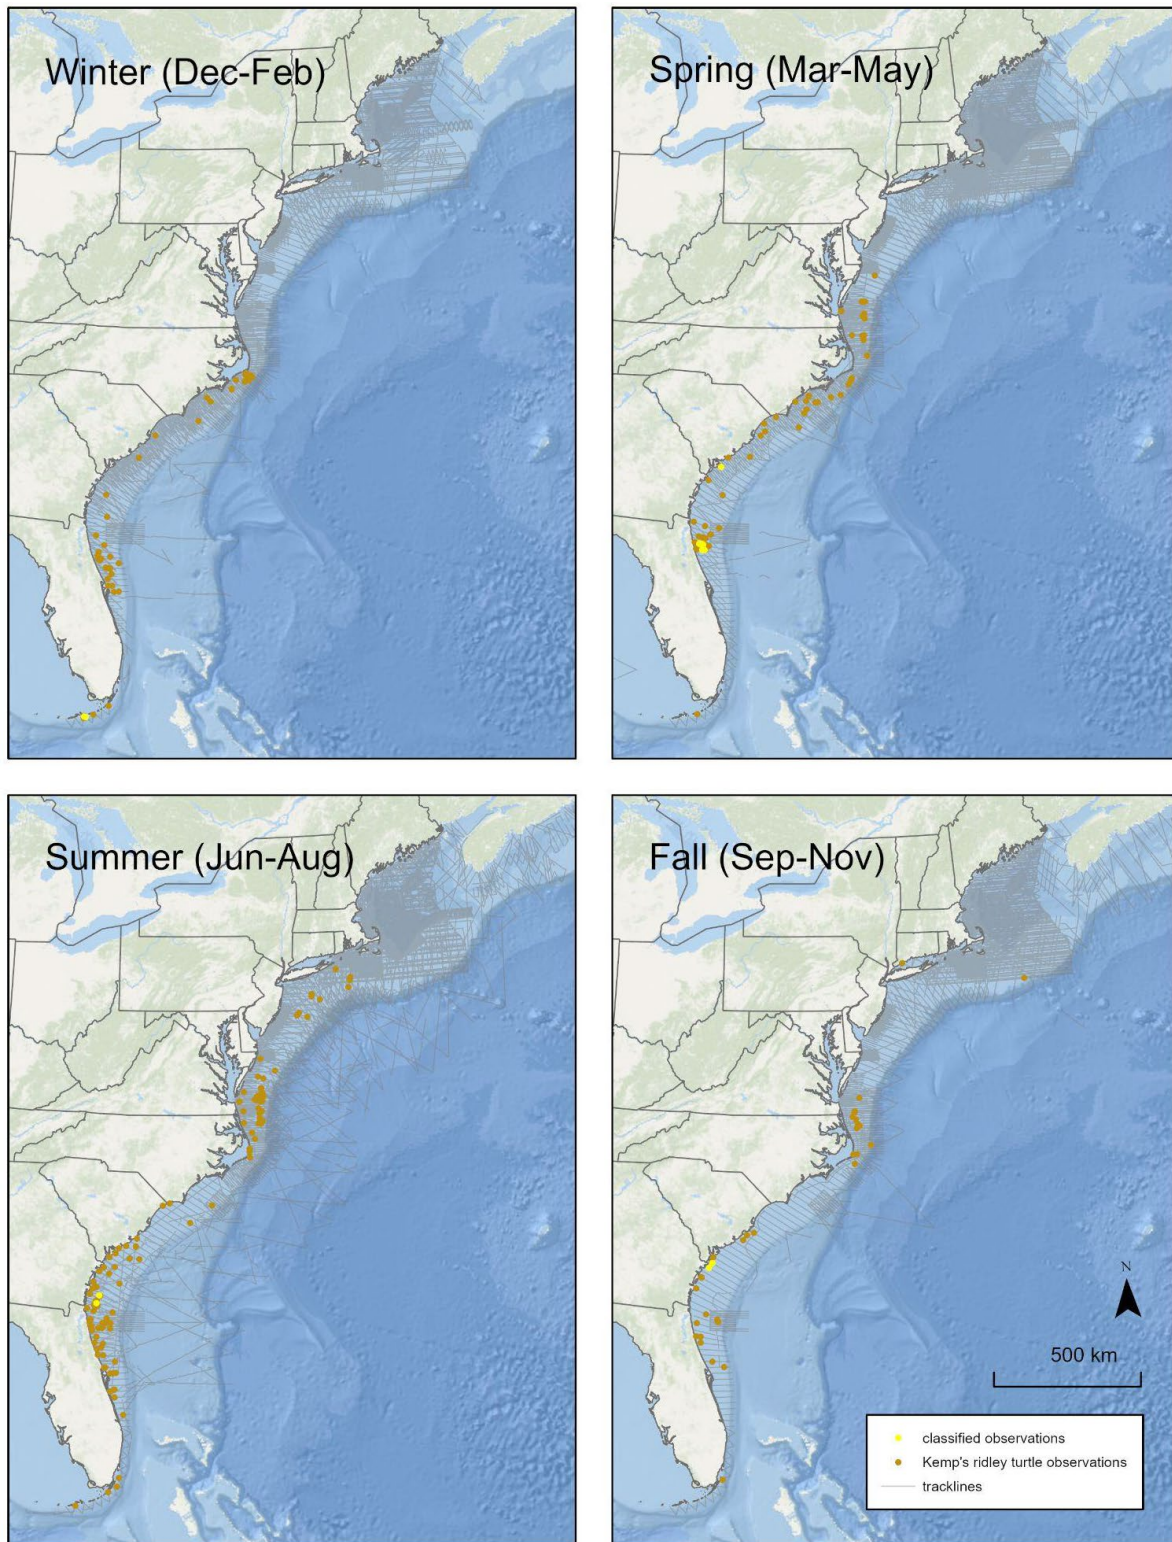 Winter (Dec-Feb)
Spring (Mar-May)
Summer (Jun-Aug)
Fall (Sep-Nov)
N
500 km
classified observations
Kemp's ridley turtle observations
tracklines